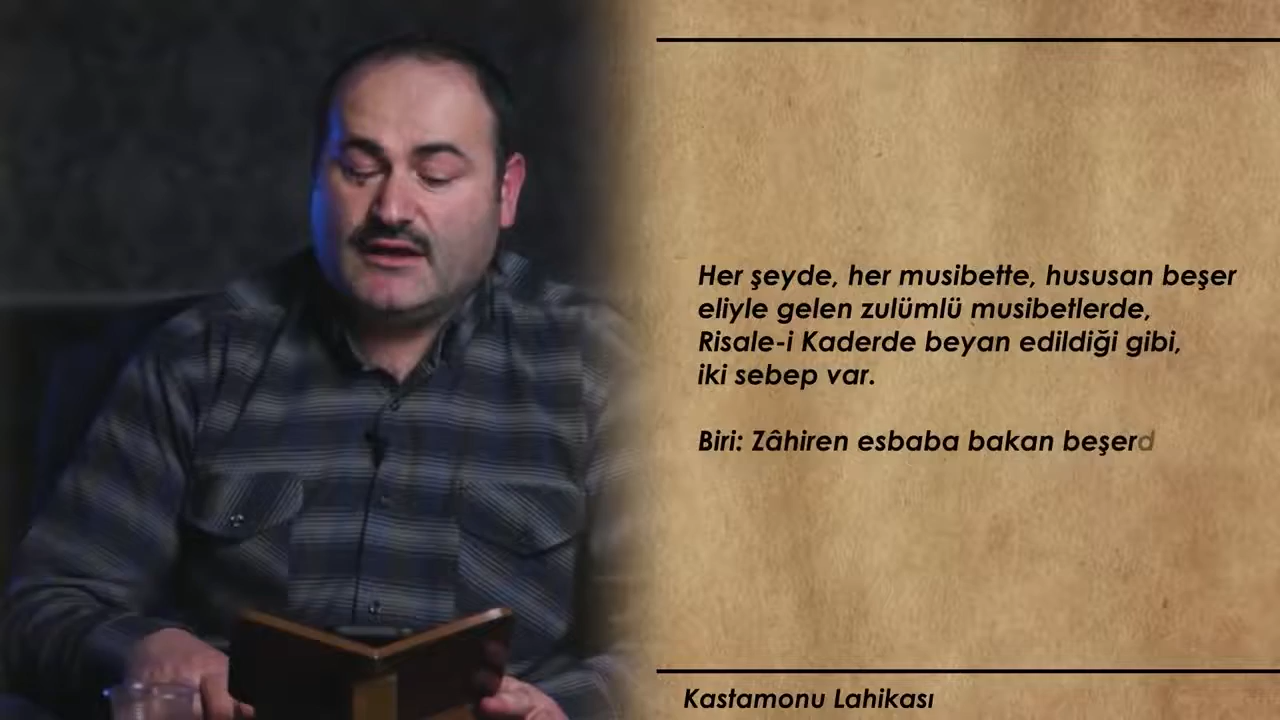 Her şeyde, her musibette, hususan beşer
eliyle gelen zulümlü musibetlerde,
Risale-i Kaderde beyan edildiği gibi,
iki sebep var.
Biri: Zâhiren esbaba bakan beşerd
Kastamonu Lahikası